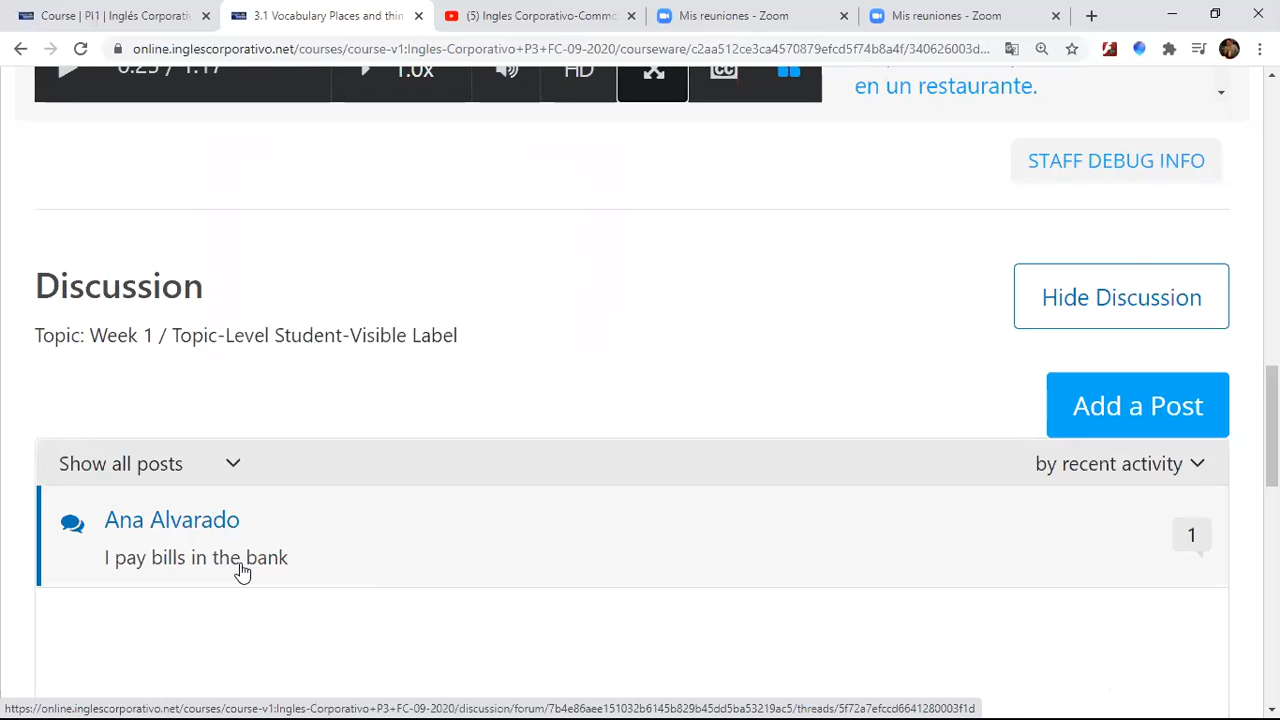 Course | PI1 | Inglés Corporati
3.1 Vocabulary Places and thin
(5) Ingles Corporativo-Commo
Mis reuniones - Zoom
Mis reuniones - Zoom
online.inglescorporativo.net/courses/course-v1:Ingles-Corporativo+P3+FC-09-2020/courseware/c2aa512ce3ca4570879efcd5f74b8a4f/340626003d...
0:25 / 1:17
1.0x
HD
CC
en un restaurante.
STAFF DEBUG INFO
Discussion
Hide Discussion
Topic: Week 1 / Topic-Level Student-Visible Label
Add a Post
Show all posts
by recent activity
Ana Alvarado
1
I pay bills in the bank
https://online.inglescorporativo.net/courses/course-v1:Ingles-Corporativo+P3+FC-09-2020/discussion/forum/7b4e86aee151032b6145b829b45dd5ba53219ac5/threads/5f72a7efccd6641280003f1d